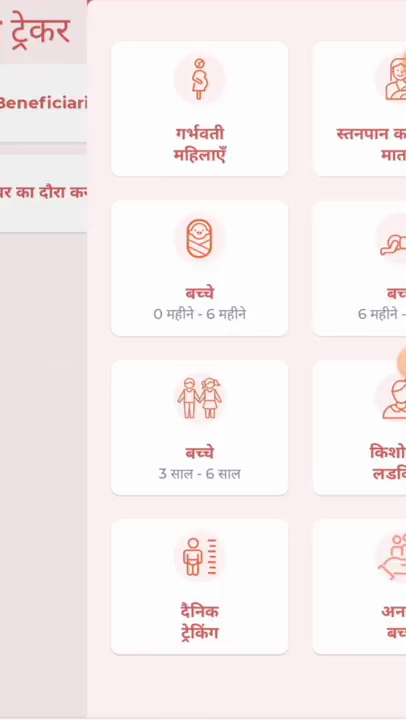 ट्रेकर
गर्भवती
महिलाएँ
स्तनपान
मात
Beneficiari
का दौरा
बच्चे
0 महीने - 6 महीने
बच
6 महीने -
बच्चे
3 साल - 6 साल
किशो
लडकि
दैनिक
ट्रेकिंग
अन
बच